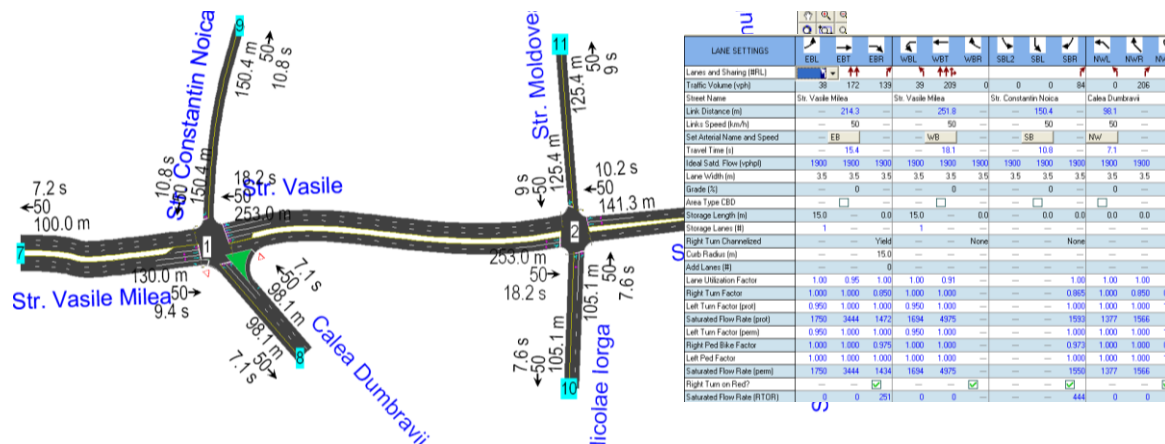 9
Str. Constantin Noica
150.4 m
50
10.8 s
10.8 s
50
150.4 m
7.2 s
50
100.0 m
7
1
18.2 s
50
253.0 m
Str. Vasile
130.0 m
Str. Vasile Milea
50
9.4 s
7.1 s
50
98.1 m
98.1 m
50
7.1 s
8
Calea Dumbravii
11
Str. Moldove
125.4 m
50
9 s
9 s
50
125.4 m
10.2 s
50
141.3 m
2
253.0 m
50
18.2 s
105.1 m
50
7.6 s
7.6 s
50
105.1 m
10
icolae Iorga
nu
S
LANE SETTINGS EBL EBT EBR WBL WBT WBR SBL2 SBL SBR NWL NWR
Lanes and Sharing (#RL)
Traffic Volume (vph) 38 172 139 39 209 0 0 0 84 0 206
Street Name Str. Vasile Milea Str. Vasile Milea Str. Constantin Noica Calea Dumbravii
Link Distance (m) — 214.3 — — 251.8 — — 150.4 — 98.1 —
Links Speed (km/h) — 50 — — 50 — — 50 — 50 —
Set Arterial Name and Speed EB WB SB NW
Travel Time (s) — 15.4 — — 18.1 — — 10.8 — 7.1 —
Ideal Satd. Flow (vphpl) 1900 1900 1900 1900 1900 1900 1900 1900 1900 1900 1900
Lane Width (m) 3.5 3.5 3.5 3.5 3.5 3.5 3.5 3.5 3.5 3.5 3.5
Grade (%) — 0 — — 0 — — 0 — 0 —
Area Type CBD — — — — — — —
Storage Length (m) 15.0 — 0.0 15.0 — 0.0 — 0.0 0.0 0.0 0.0
Storage Lanes (#) 1 — 1 —
Right Turn Channelized — — Yield — — None — — None — —
Curb Radius (m) — — 15.0 — — — — — — — —
Add Lanes (#) — — 0 — — — — — — — —
Lane Utilization Factor 1.00 0.95 1.00 1.00 0.91 — — — 1.00 1.00 1.00
Right Turn Factor 1.000 1.000 0.850 1.000 1.000 — — — 0.865 1.000 0.850
Left Turn Factor (prot) 0.950 1.000 1.000 0.950 1.000 — — — 1.000 1.000 1.000
Saturated Flow Rate (prot) 1750 3444 1472 1694 4975 — — — 1593 1377 1566
Left Turn Factor (perm) 0.950 1.000 1.000 0.950 1.000 — — — 1.000 1.000 1.000
Right Ped Bike Factor 1.000 1.000 0.975 1.000 1.000 — — — 0.973 1.000 1.000
Left Ped Factor 1.000 1.000 1.000 1.000 1.000 — — — 1.000 1.000 1.000
Saturated Flow Rate (perm) 1750 3444 1434 1694 4975 — — — 1550 1377 1566
Right Turn on Red? — — — — — — — —
Saturated Flow Rate (RTOR) 0 0 251 0 0 — — — 444 0 0